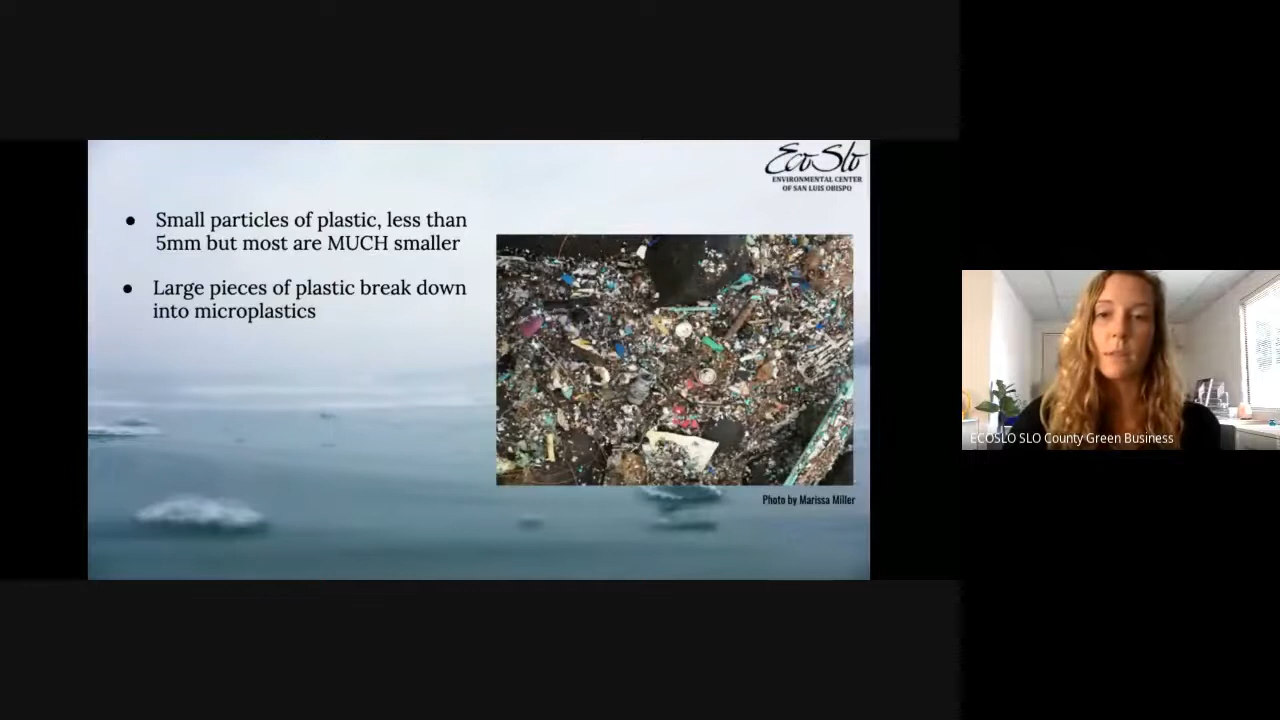 EcoSlo
ENVIRONMENTAL CENTER
OF SAN LUIS OBISPO
● Small particles of plastic, less than
5mm but most are MUCH smaller
● Large pieces of plastic break down
into microplastics
Photo by Marissa Miller
ECOSLO SLO County Green Business